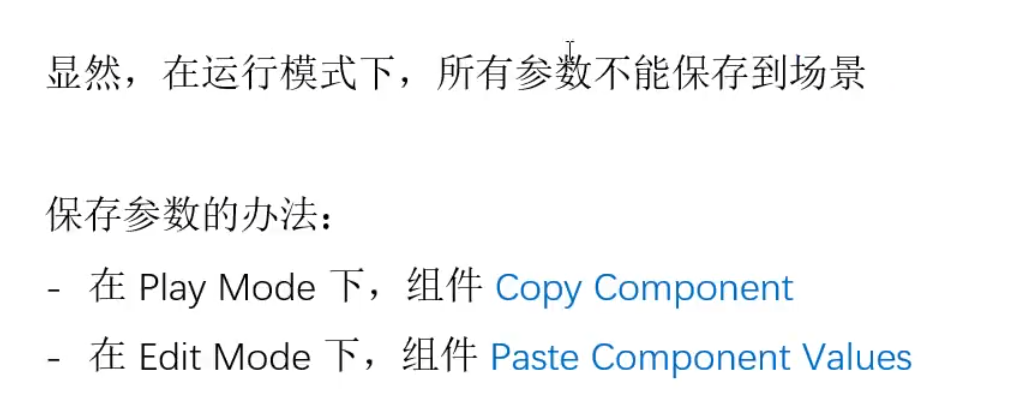 显然，在运行模式下，所有参数不能保存到场景
保存参数的办法：
- 在 Play Mode 下，组件 Copy Component
- 在 Edit Mode 下，组件 Paste Component Values